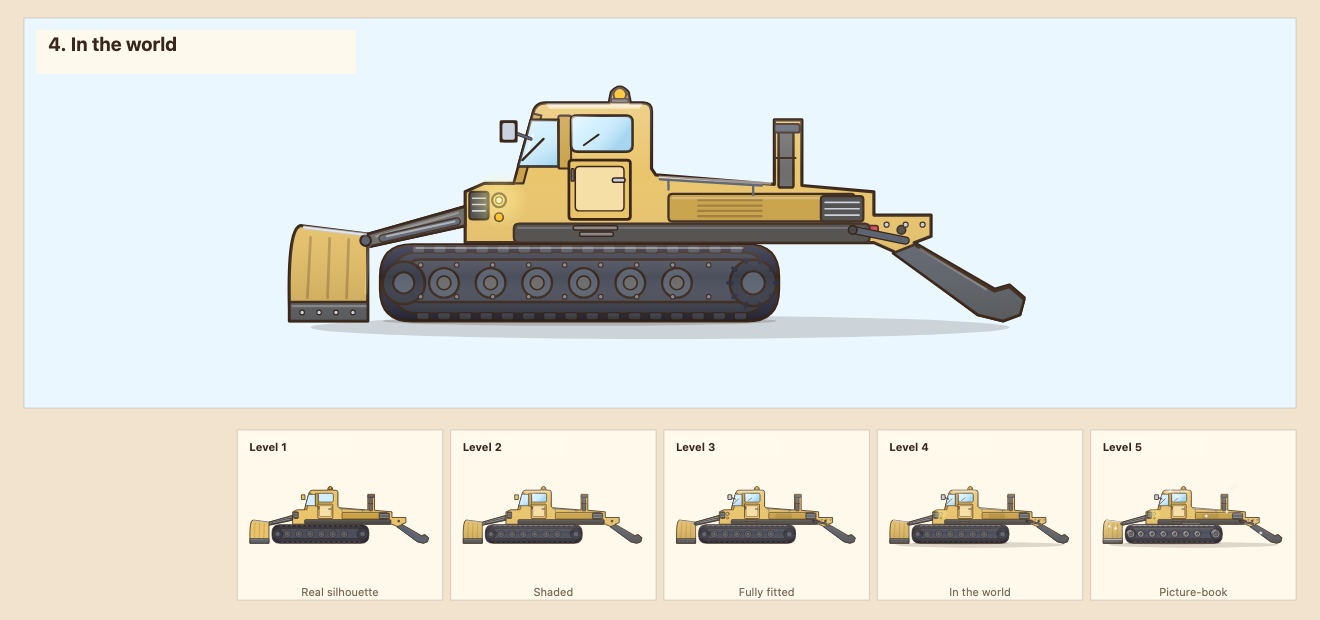 4. In the world
Level 1
Level 2
Level 3
Level 4
Level 5
Real silhouette
Shaded
Fully fitted
In the world
Picture-book